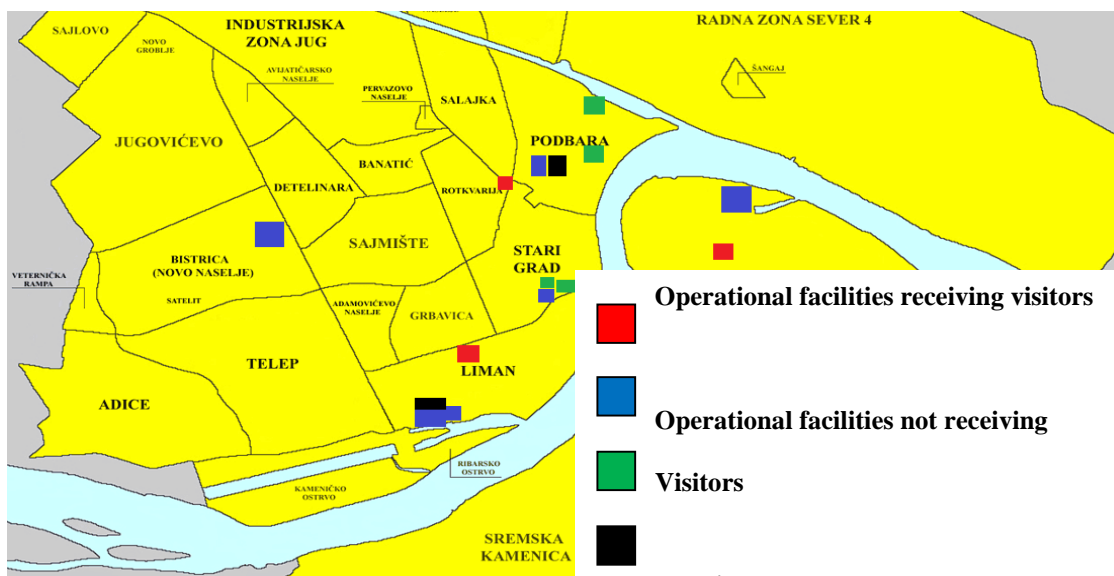 SAJLOVO
NOVO
GROBLJE
INDUSTRIJSKA
ZONA JUG
RADNA ZONA SEVER 4
AVIJATIČARSKO
NASELJE
PERVAZOVO
NASELJE
SALAJKA
ŠANGAJ
JUGOVIĆEVO
PODBARA
BANATIĆ
DETELINARA
ROTKVARIJA
SAJMIŠTE
BISTRICA
(NOVO NASELJE)
STARI
GRAD
VETERNIČKA
RAMPA
SATELIT
ADAMOVIĆEVO
NASELJE
GRBAVICA
TELEP
LIMAN
ADICE
RIBARSKO
OSTRVO
KAMENIČKO
OSTRVO
SREMSKA
KAMENICA
Operational facilities receiving visitors
Operational facilities not receiving
Visitors